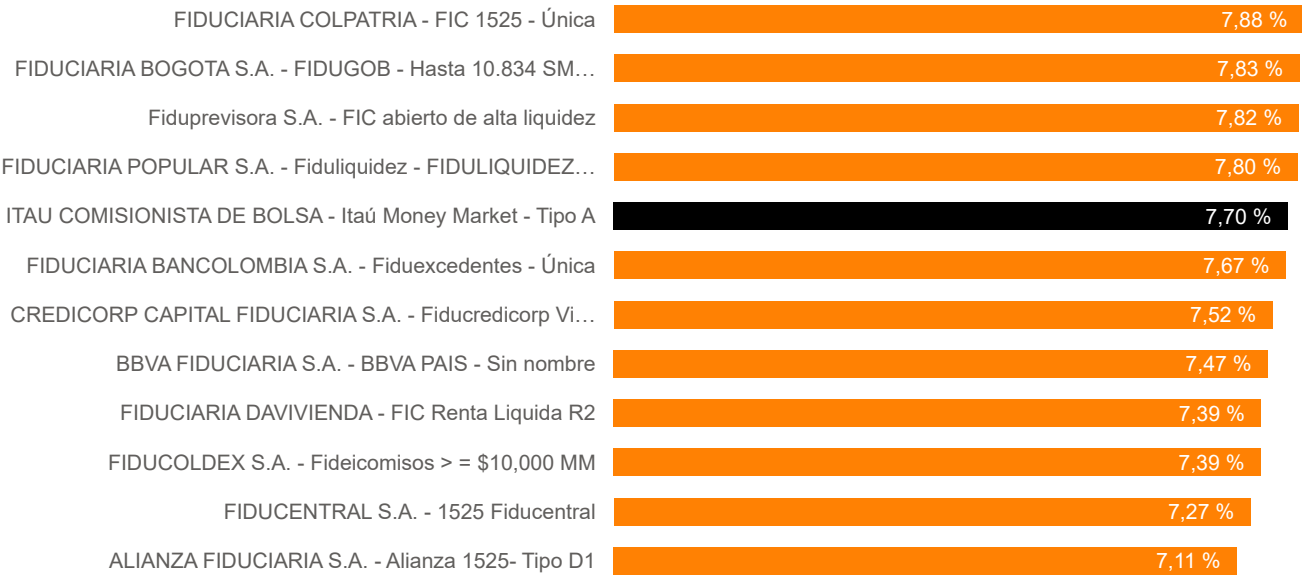 FIDUCIARIA COLPATRIA - FIC 1525 - Única 7,88 %
FIDUCIARIA BOGOTA S.A. - FIDUGOB - Hasta 10.834 SM… 7,83 %
Fiduprevisora S.A. - FIC abierto de alta liquidez 7,82 %
FIDUCIARIA POPULAR S.A. - Fiduliquidez - FIDULIQUIDEZ… 7,80 %
ITAU COMISIONISTA DE BOLSA - Itaú Money Market - Tipo A 7,70 %
FIDUCIARIA BANCOLOMBIA S.A. - Fiduexcedentes - Única 7,67 %
CREDICORP CAPITAL FIDUCIARIA S.A. - Fiducredicorp Vi… 7,52 %
BBVA FIDUCIARIA S.A. - BBVA PAIS - Sin nombre 7,47 %
FIDUCIARIA DAVIVIENDA - FIC Renta Liquida R2 7,39 %
FIDUCOLDEX S.A. - Fideicomisos > = $10,000 MM 7,39 %
FIDUCENTRAL S.A. - 1525 Fiducentral 7,27 %
ALIANZA FIDUCIARIA S.A. - Alianza 1525- Tipo D1 7,11 %